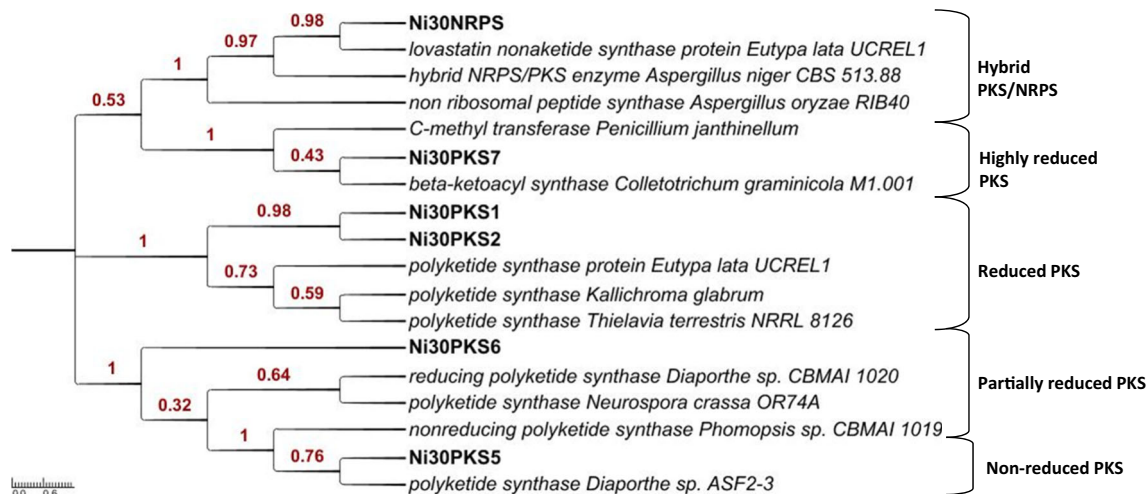 0.98
Ni30NRPS
0.97
lovastatin nonaketide synthase protein Eutypa lata UCREL1
1
hybrid NRPS/PKS enzyme Aspergillus niger CBS 513.88
Hybrid
PKS/NRPS
0.53
non ribosomal peptide synthase Aspergillus oryzae RIB40
C-methyl transferase Penicillium janthinellum
1
0.43
Ni30PKS7
Highly reduced
PKS
beta-ketoacyl synthase Colletotrichum graminicola M1.001
0.98
Ni30PKS1
1
Ni30PKS2
0.73
polyketide synthase protein Eutypa lata UCREL1
Reduced PKS
0.59
polyketide synthase Kallichroma glabrum
polyketide synthase Thielavia terrestris NRRL 8126
1
Ni30PKS6
0.64
reducing polyketide synthase Diaporthe sp. CBMAI 1020
Partially reduced PKS
0.32
polyketide synthase Neurospora crassa OR74A
1
nonreducing polyketide synthase Phomopsis sp. CBMAI 1019
0.76
Ni30PKS5
Non-reduced PKS
polyketide synthase Diaporthe sp. ASF2-3
0.0 0.6